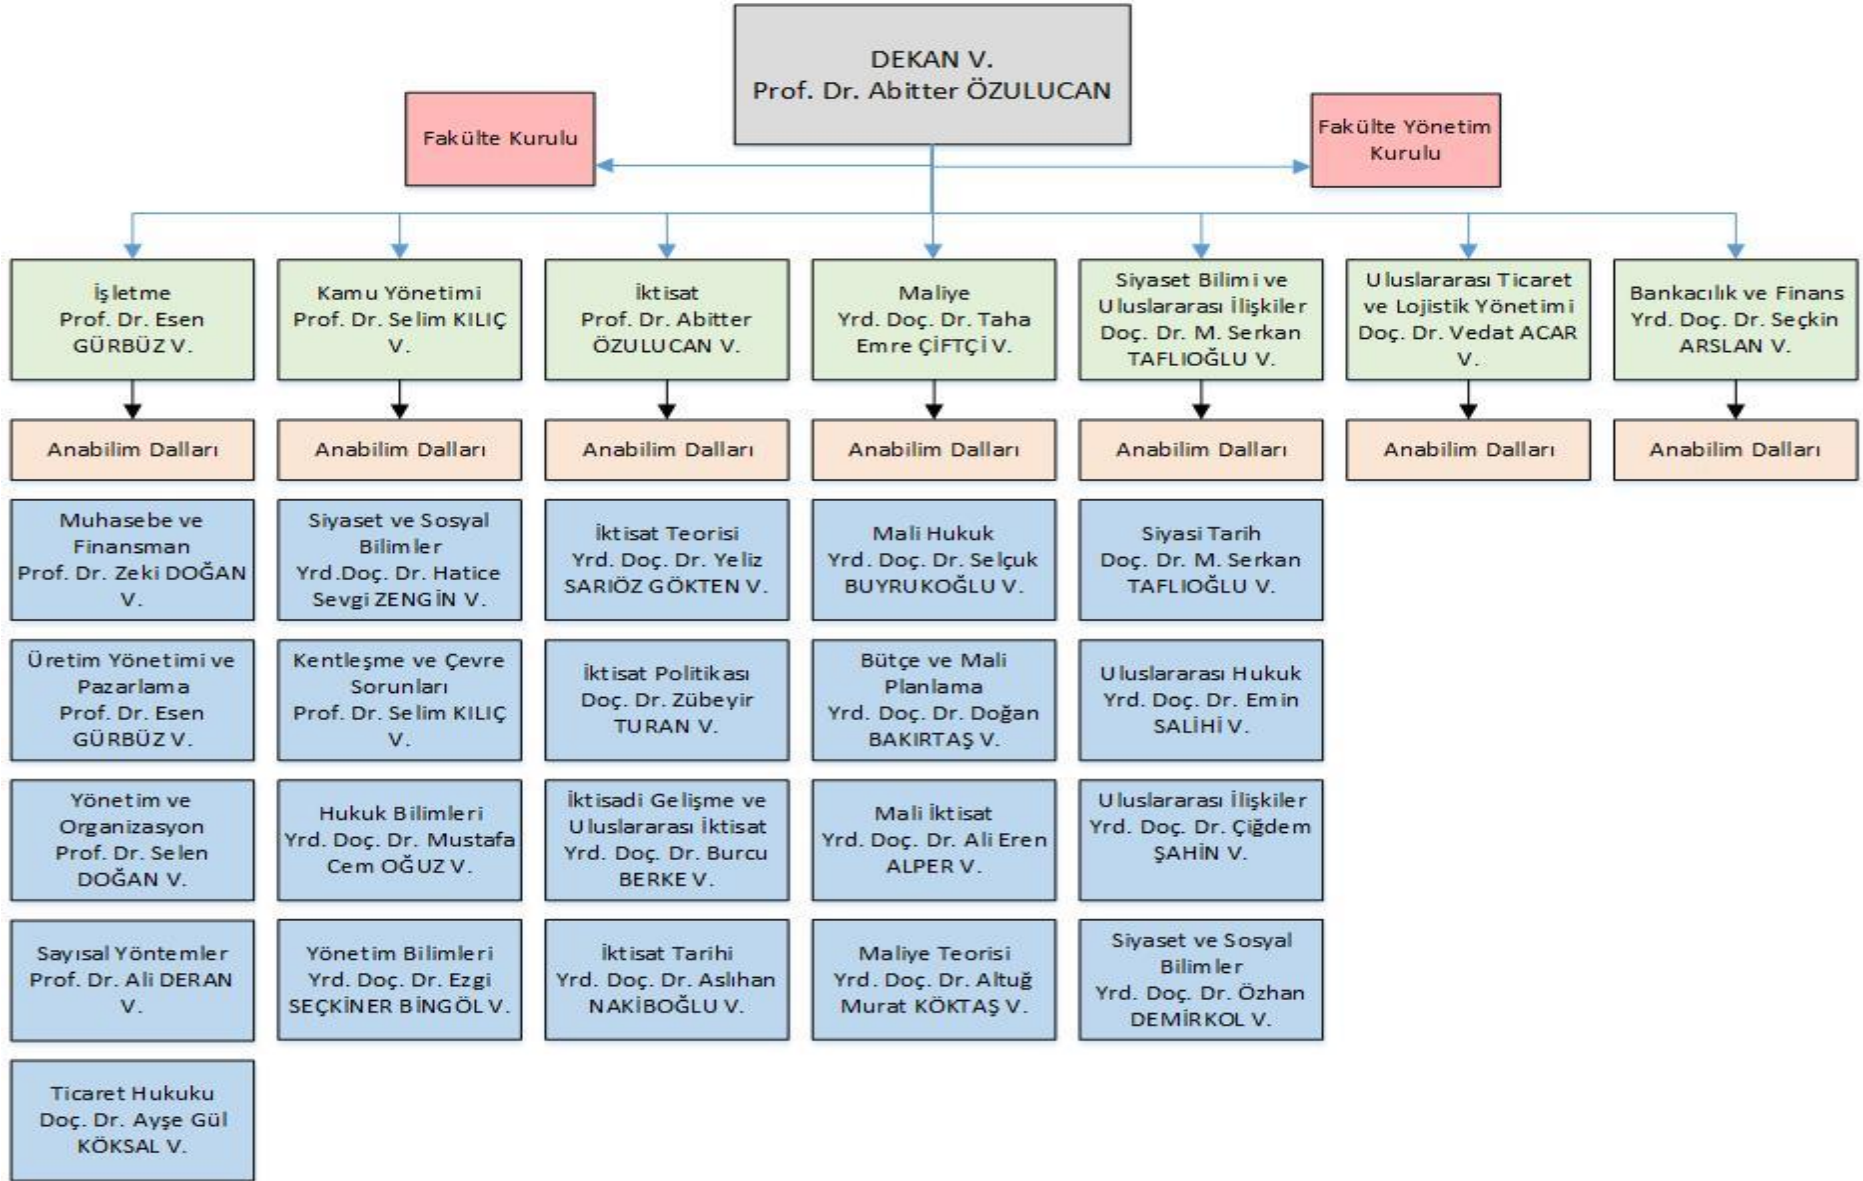 DEKAN V.
Prof. Dr. Abitter ÖZULUCAN
Fakülte Kurulu
Fakülte Yönetim
Kurulu
İşletme
Prof. Dr. Esen
GÜRBÜZ V.
Kamu Yönetimi
Prof. Dr. Selim KILIÇ
V.
İktisat
Prof. Dr. Abitter
ÖZULUCAN V.
Maliye
Yrd. Doç. Dr. Taha
Emre ÇİFTÇİ V.
Siyaset Bilimi ve
Uluslararası İlişkiler
Doç. Dr. M. Serkan
TAFLIOĞLU V.
Uluslararası Ticaret
ve Lojistik Yönetimi
Doç. Dr. Vedat ACAR
V.
Bankacılık ve Finans
Yrd. Doç. Dr. Seçkin
ARSLAN V.
Anabilim Dalları
Anabilim Dalları
Anabilim Dalları
Anabilim Dalları
Anabilim Dalları
Anabilim Dalları
Anabilim Dalları
Muhasebe ve
Finansman
Prof. Dr. Zeki DOĞAN
V.
Siyaset ve Sosyal
Bilimler
Yrd.Doç. Dr. Hatice
Sevgi ZENGİN V.
İktisat Teorisi
Yrd. Doç. Dr. Yeliz
SARIÖZ GÖKTEN V.
Mali Hukuk
Yrd. Doç. Dr. Selçuk
BUYRUKOĞLU V.
Siyasi Tarih
Doç. Dr. M. Serkan
TAFLIOĞLU V.
Üretim Yönetimi ve
Pazarlama
Prof. Dr. Esen
GÜRBÜZ V.
Kentleşme ve Çevre
Sorunları
Prof. Dr. Selim KILIÇ
V.
İktisat Politikası
Doç. Dr. Zübeyir
TURAN V.
Bütçe ve Mali
Planlama
Yrd. Doç. Dr. Doğan
BAKIRTAŞ V.
Uluslararası Hukuk
Yrd. Doç. Dr. Emin
SALİHİ V.
Yönetim ve
Organizasyon
Prof. Dr. Selen
DOĞAN V.
Hukuk Bilimleri
Yrd. Doç. Dr. Mustafa
Cem OĞUZ V.
İktisadi Gelişme ve
Uluslararası İktisat
Yrd. Doç. Dr. Burcu
BERKE V.
Mali İktisat
Yrd. Doç. Dr. Ali Eren
ALPER V.
Uluslararası İlişkiler
Yrd. Doç. Dr. Çiğdem
ŞAHİN V.
Sayısal Yöntemler
Prof. Dr. Ali DERAN
V.
Yönetim Bilimleri
Yrd. Doç. Dr. Ezgi
SEÇKİNER BİNGÖL V.
İktisat Tarihi
Yrd. Doç. Dr. Aslıhan
NAKİBOĞLU V.
Maliye Teorisi
Yrd. Doç. Dr. Altuğ
Murat KÖKTAŞ V.
Siyaset ve Sosyal
Bilimler
Yrd. Doç. Dr. Özhan
DEMİRKOL V.
Ticaret Hukuku
Doç. Dr. Ayşe Gül
KÖKSAL V.